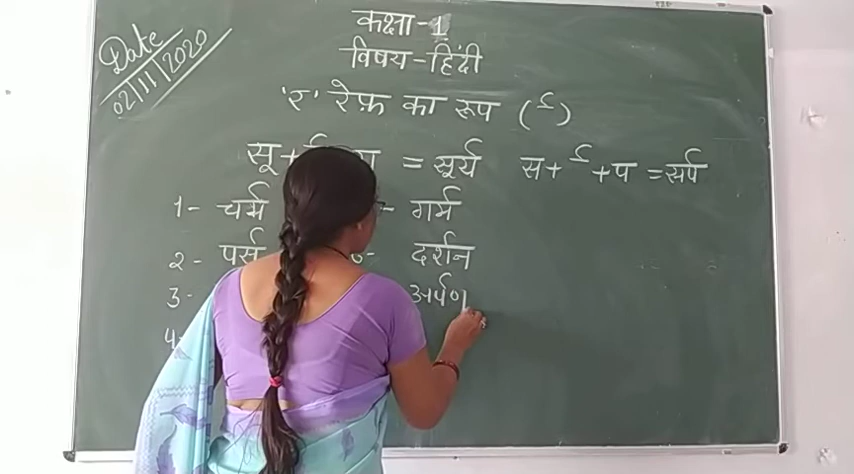 Date
02/11/2020
कक्षा-1
विषय-हिंदी
'र' रेफ़ का रूप (र्)
सू+ = सूर्य स+ र् +प =सर्प
1- चर्म - गर्म
2- पर्स - दर्शन
3- अर्पण
4-